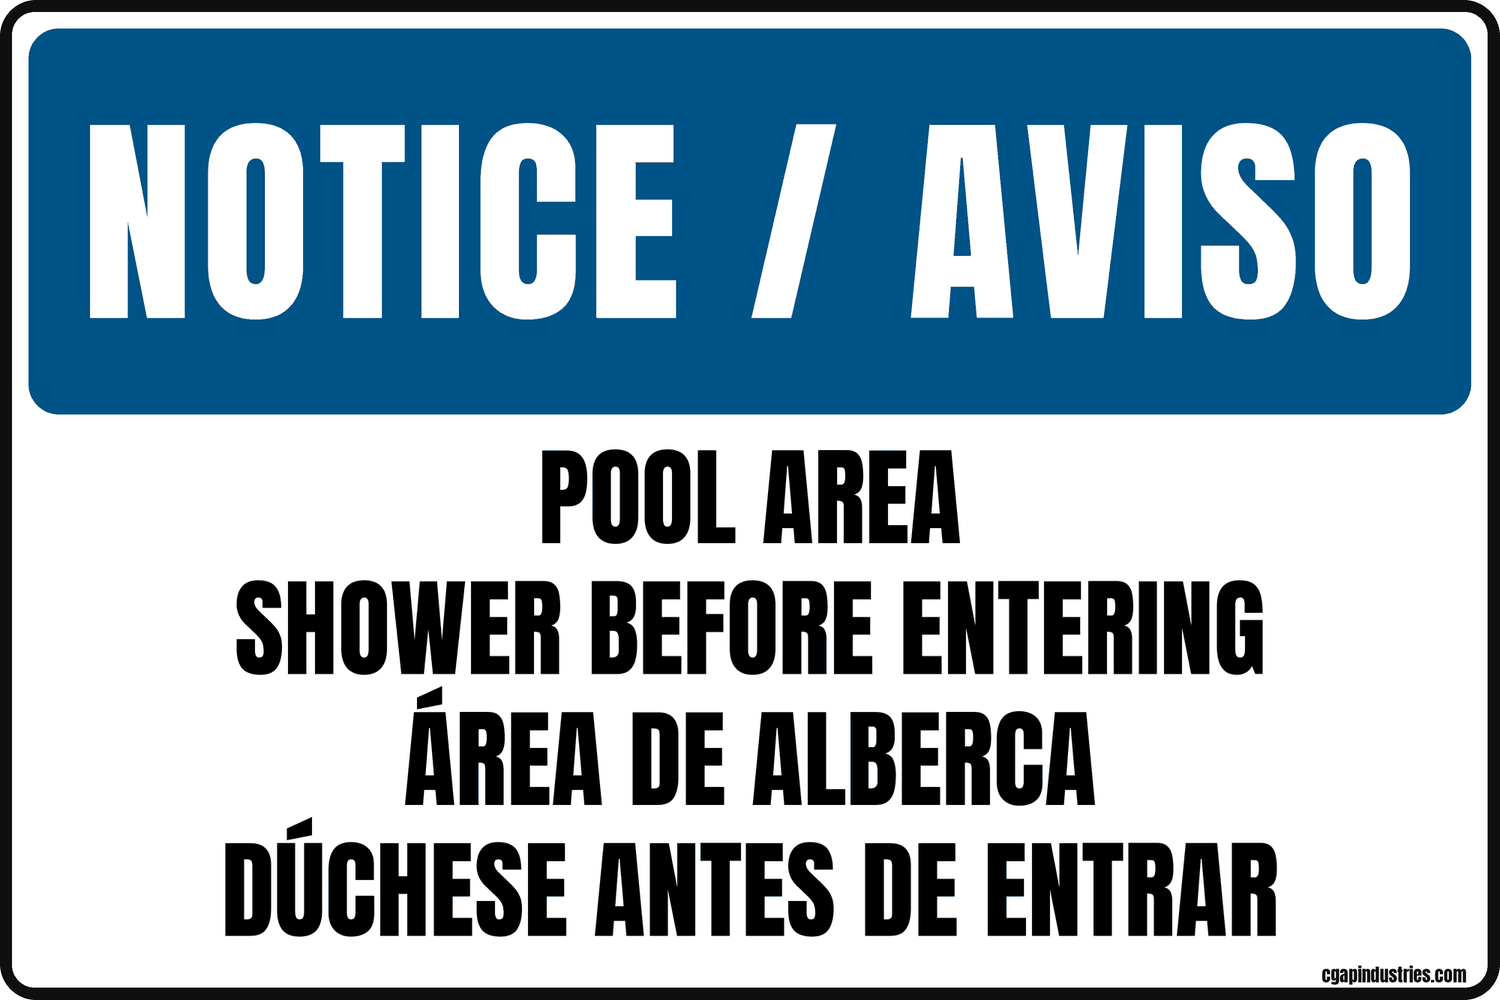 NOTICE / AVISO
POOL AREA
SHOWER BEFORE ENTERING
ÁREA DE ALBERCA
DÚCHESE ANTES DE ENTRAR
cgapindustries.com